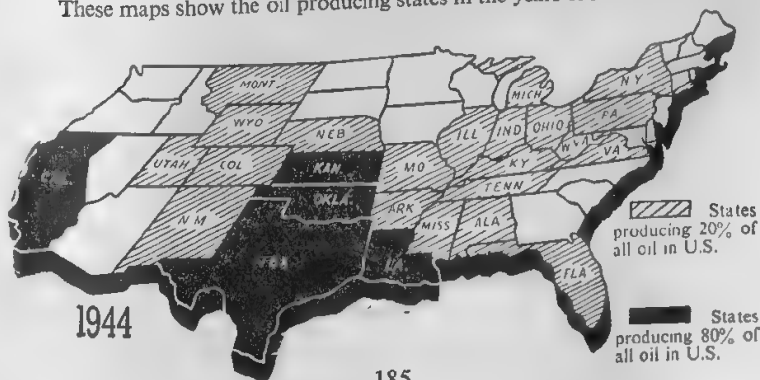 These maps show the oil producing states in the years
MONT
WYO
NEB
UTAH
COL
KAN
MO
ILL
IND
OHIO
MICH
NY
PA
W VA
VA
KY
TENN
N M
OKLA
ARK
MISS
ALA
LA
FLA
States
producing 20% of
all oil in U.S.
1944
States
producing 80% of
all oil in U.S.
185